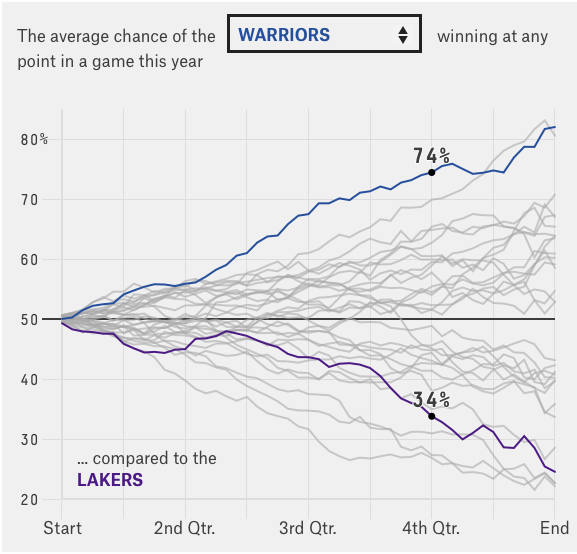 The average chance of the WARRIORS winning at any
point in a game this year
80%
74%
70
60
50
40
34%
30
... compared to the
LAKERS
20
Start 2nd Qtr. 3rd Qtr. 4th Qtr. End